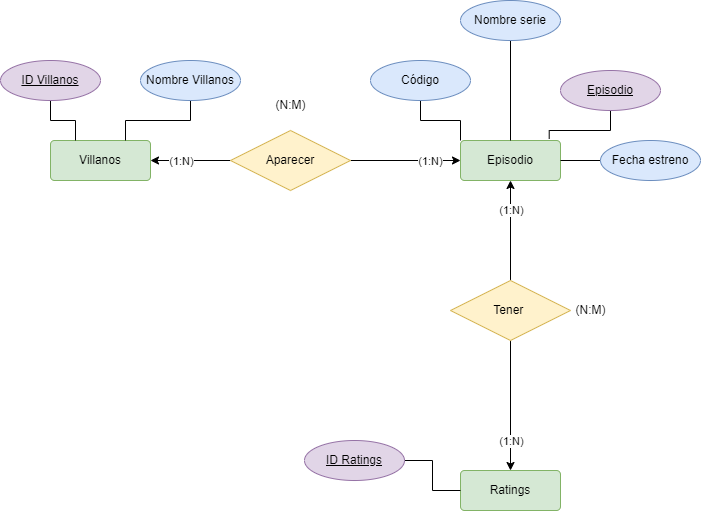 Nombre serie
ID Villanos
Nombre Villanos
Código
Episodio
(N:M)
Villanos
(1:N)
Aparecer
(1:N)
Episodio
Fecha estreno
(1:N)
Tener
(N:M)
(1:N)
ID Ratings
Ratings